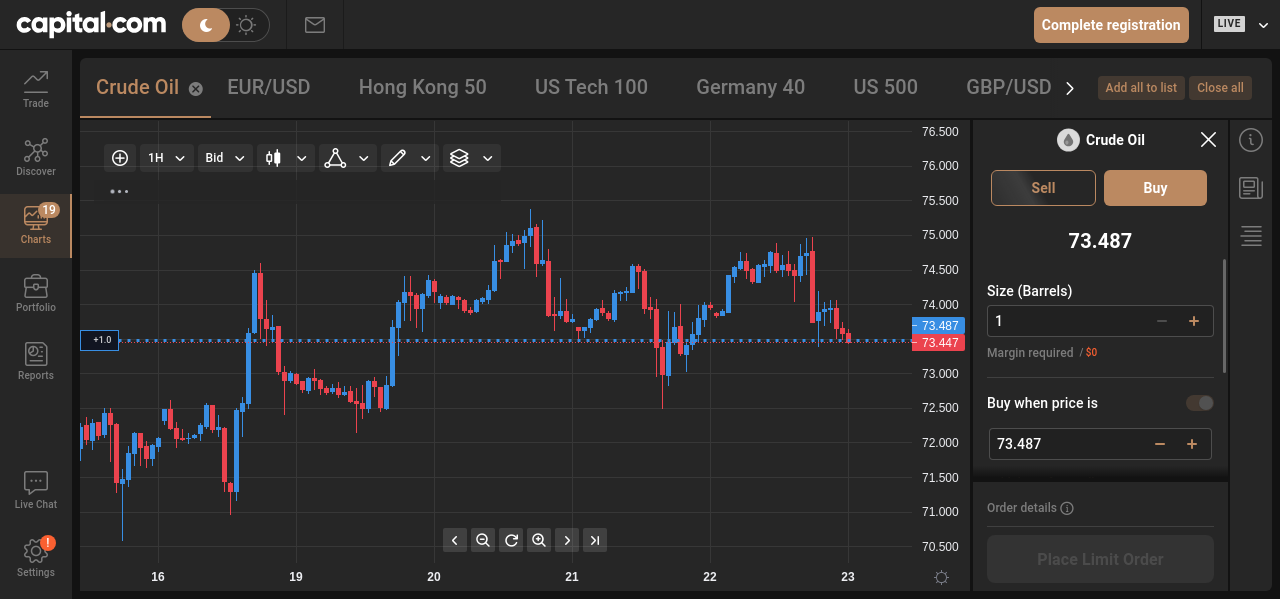 capital.com
Complete registration
LIVE
Trade
Discover
19
Charts
Portfolio
Reports
Live Chat
!
Settings
Crude Oil
EUR/USD
Hong Kong 50
US Tech 100
Germany 40
US 500
GBP/USD
Add all to list
Close all
1H
Bid
+1.0
76.500
76.000
75.500
75.000
74.500
74.000
73.487
73.447
73.000
72.500
72.000
71.500
71.000
70.500
16
19
20
21
22
23
Crude Oil
Sell
Buy
73.487
Size (Barrels)
1
Margin required / $0
Buy when price is
73.487
Order details
Place Limit Order